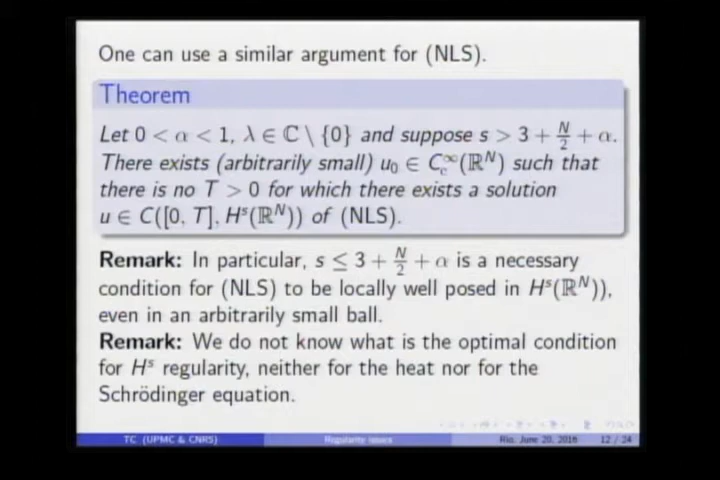 One can use a similar argument for (NLS).
Theorem
Let 0 < α < 1, λ ∈ ℂ \ {0} and suppose s > 3 + N/2 + α.
There exists (arbitrarily small) u₀ ∈ C_c^∞(ℝ^N) such that
there is no T > 0 for which there exists a solution
u ∈ C([0, T], H^s(ℝ^N)) of (NLS).
Remark: In particular, s ≤ 3 + N/2 + α is a necessary
condition for (NLS) to be locally well posed in H^s(ℝ^N)),
even in an arbitrarily small ball.
Remark: We do not know what is the optimal condition
for H^s regularity, neither for the heat nor for the
Schrödinger equation.
TC (UPMC & CNRS) Regularity issues Rio, June 20, 2016 12 / 24